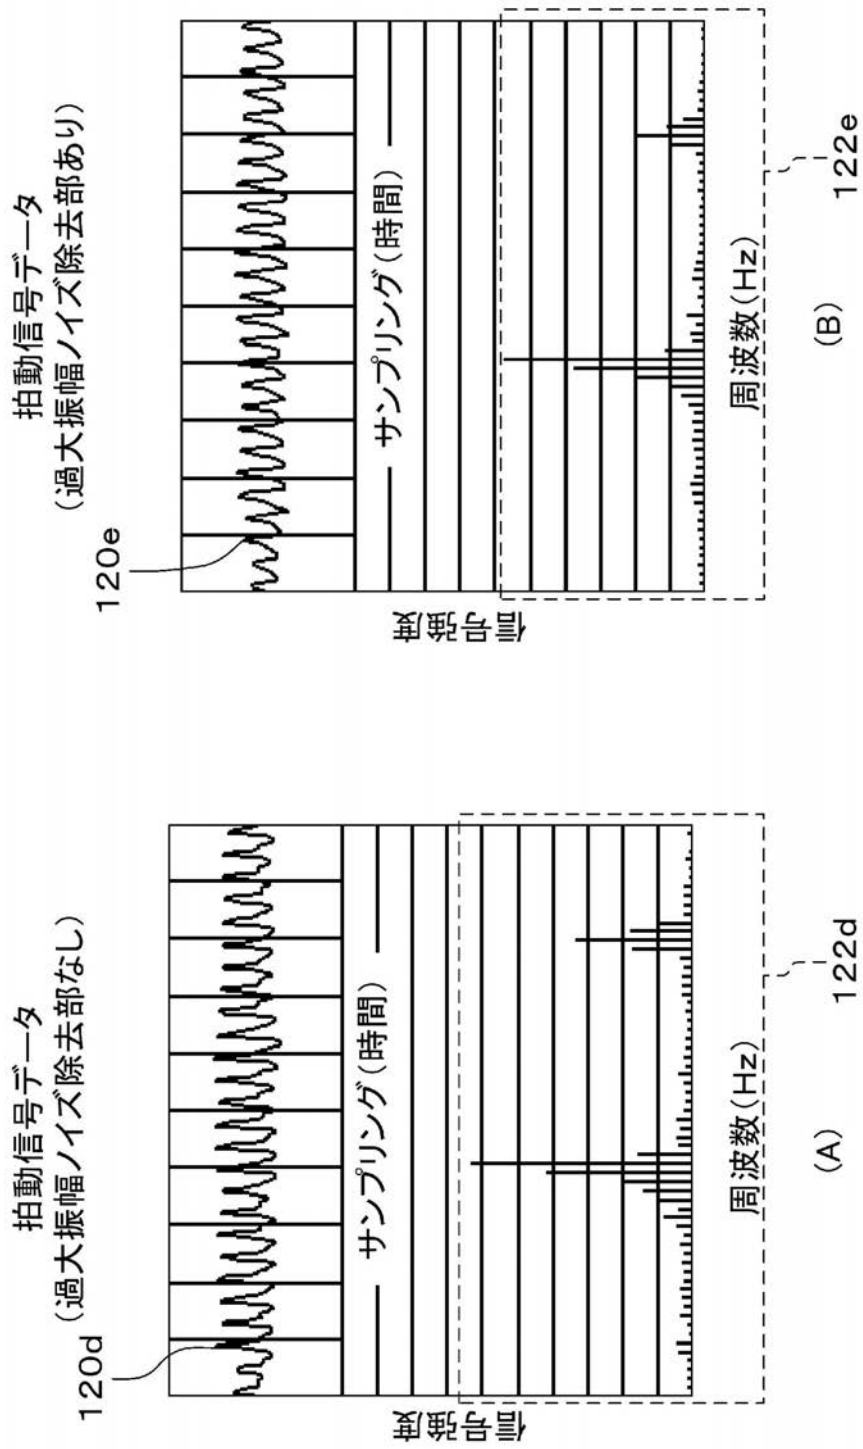 拍動信号データ
(過大振幅ノイズ除去部なし)
120d
信号強度
サンプリング(時間)
周波数(Hz)
122d
(A)
拍動信号データ
(過大振幅ノイズ除去部あり)
120e
信号強度
サンプリング(時間)
周波数(Hz)
122e
(B)